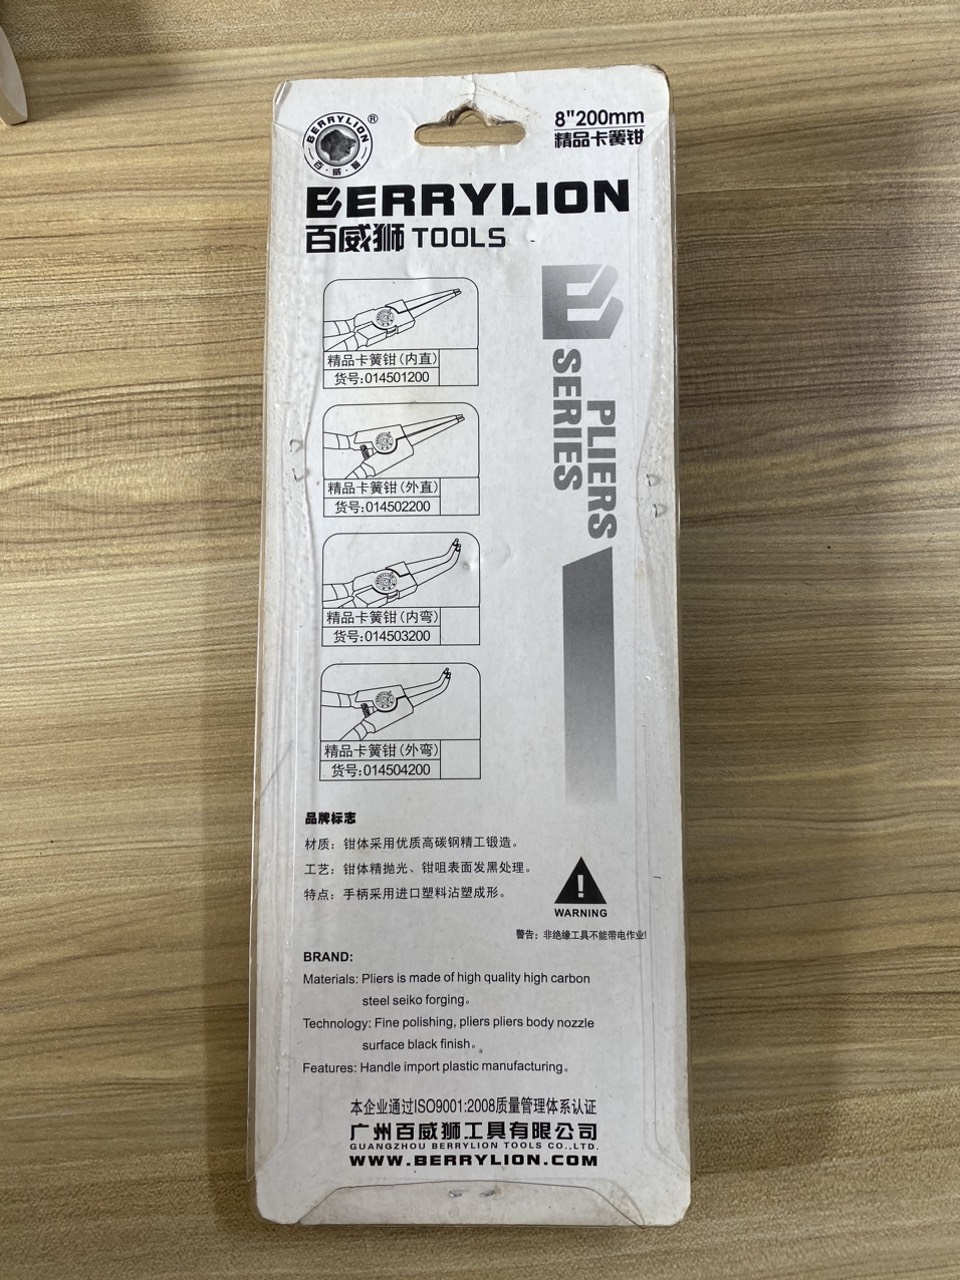 BERRYLION
百·威·狮
®
8"200mm
精品卡簧钳
BERRYLION
百威狮 TOOLS
PLIERS
SERIES
精品卡簧钳(内直)
货号:014501200
精品卡簧钳(外直)
货号:014502200
精品卡簧钳(内弯)
货号:014503200
精品卡簧钳(外弯)
货号:014504200
品牌标志
材质：钳体采用优质高碳钢精工锻造。
工艺：钳体精抛光、钳咀表面发黑处理。
特点：手柄采用进口塑料沾塑成形。
!
WARNING
警告：非绝缘工具不能带电作业!
BRAND:
Materials: Pliers is made of high quality high carbon
steel seiko forging。
Technology: Fine polishing, pliers pliers body nozzle
surface black finish。
Features: Handle import plastic manufacturing。
本企业通过ISO9001:2008质量管理体系认证
广州百威狮工具有限公司
GUANGZHOU BERRYLION TOOLS CO.,LTD.
WWW.BERRYLION.COM